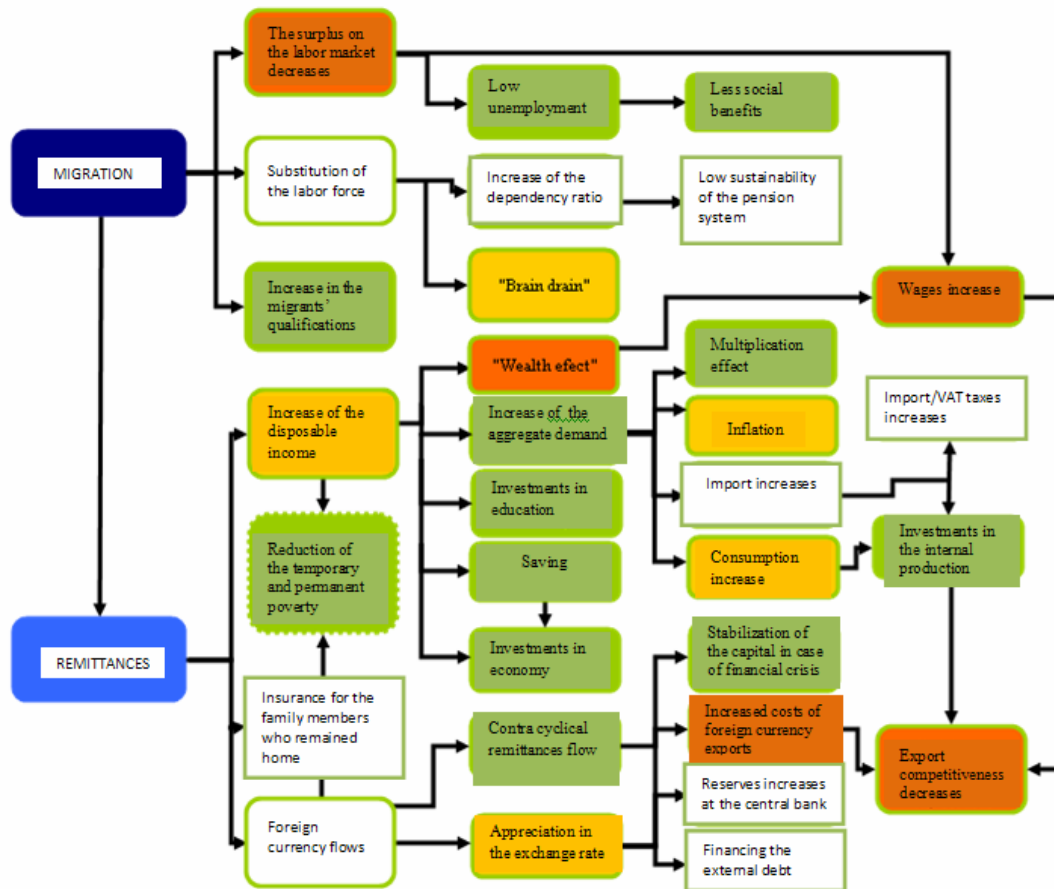 The surplus on
the labor market
decreases
Low
unemployment
Less social
benefits
MIGRATION
Substitution of
the labor force
Increase of the
dependency ratio
Low sustainability
of the pension
system
Increase in the
migrants’
qualifications
"Brain drain"
Wages increase
"Wealth efect"
Multiplication
effect
Import/VAT taxes
increases
Increase of the
disposable
income
Increase of the
aggregate demand
Inflation
Investments in
education
Import increases
Reduction of
the temporary
and permanent
poverty
Saving
Consumption
increase
Investments in
the internal
production
REMITTANCES
Investments in
economy
Stabilization of
the capital in case
of financial crisis
Insurance for the
family members
who remained
home
Contra cyclical
remittances flow
Increased costs of
foreign currency
exports
Export
competitiveness
decreases
Reserves increases
at the central bank
Foreign
currency flows
Appreciation in
the exchange rate
Financing the
external debt